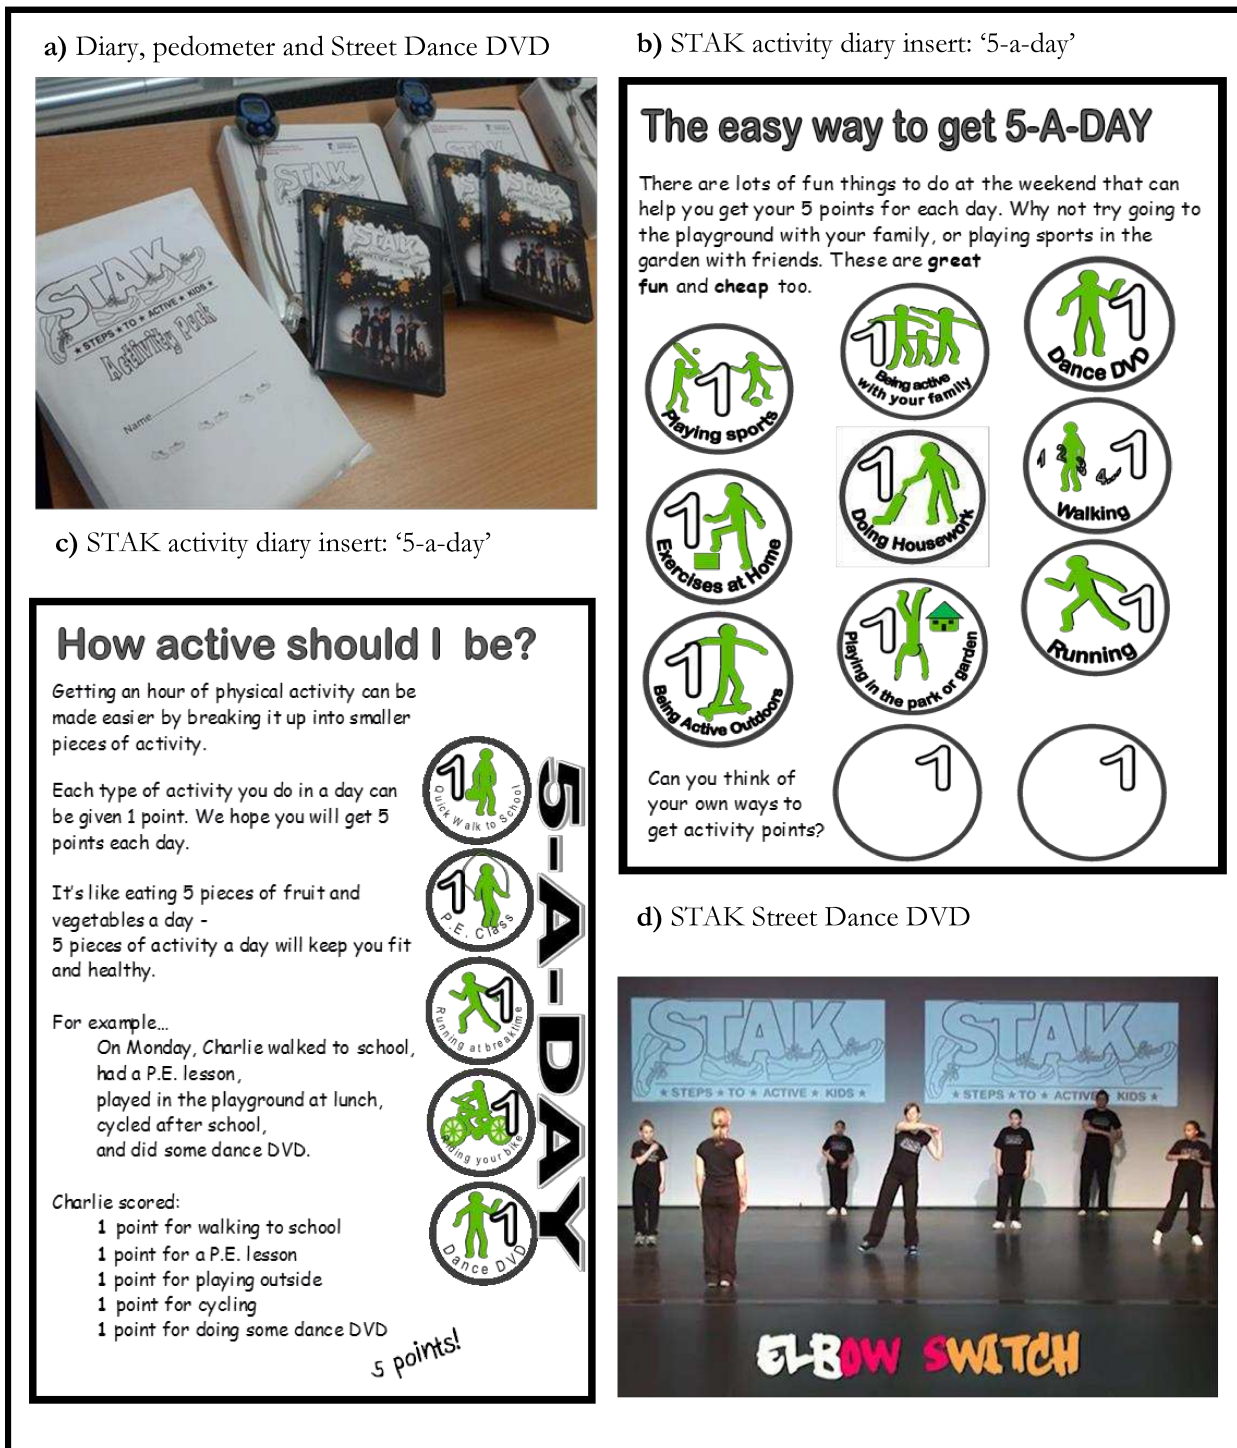 a) Diary, pedometer and Street Dance DVD
STAK
★ STEPS ★ TO ★ ACTIVE ★ KIDS ★
Activity Pack
Name
STAK
STAK
STAK
STAK
b) STAK activity diary insert: ‘5-a-day’
The easy way to get 5-A-DAY
There are lots of fun things to do at the weekend that can
help you get your 5 points for each day. Why not try going to
the playground with your family, or playing sports in the
garden with friends. These are great
fun and cheap too.
1
Playing sports
1
Being active
with your family
1
Dance DVD
1
Exercises at Home
1
Doing Housework
1 2 3 4... 1
Walking
1
Being Active Outdoors
1
Playing in the park or garden
1
Running
Can you think of
your own ways to
get activity points?
1
1
c) STAK activity diary insert: ‘5-a-day’
How active should I be?
Getting an hour of physical activity can be
made easier by breaking it up into smaller
pieces of activity.
Each type of activity you do in a day can
be given 1 point. We hope you will get 5
points each day.
It's like eating 5 pieces of fruit and
vegetables a day -
5 pieces of activity a day will keep you fit
and healthy.
For example...
On Monday, Charlie walked to school,
had a P.E. lesson,
played in the playground at lunch,
cycled after school,
and did some dance DVD.
Charlie scored:
1 point for walking to school
1 point for a P.E. lesson
1 point for playing outside
1 point for cycling
1 point for doing some dance DVD
5 points!
1
Quick Walk to School
1
P.E. Class
1
Running at breaktime
1
Riding your bike
1
Dance DVD
5-A-DAY
d) STAK Street Dance DVD
STAK
★ STEPS ★ TO ★ ACTIVE ★ KIDS ★
STAK
★ STEPS ★ TO ★ ACTIVE ★ KIDS ★
ELBOW SWITCH